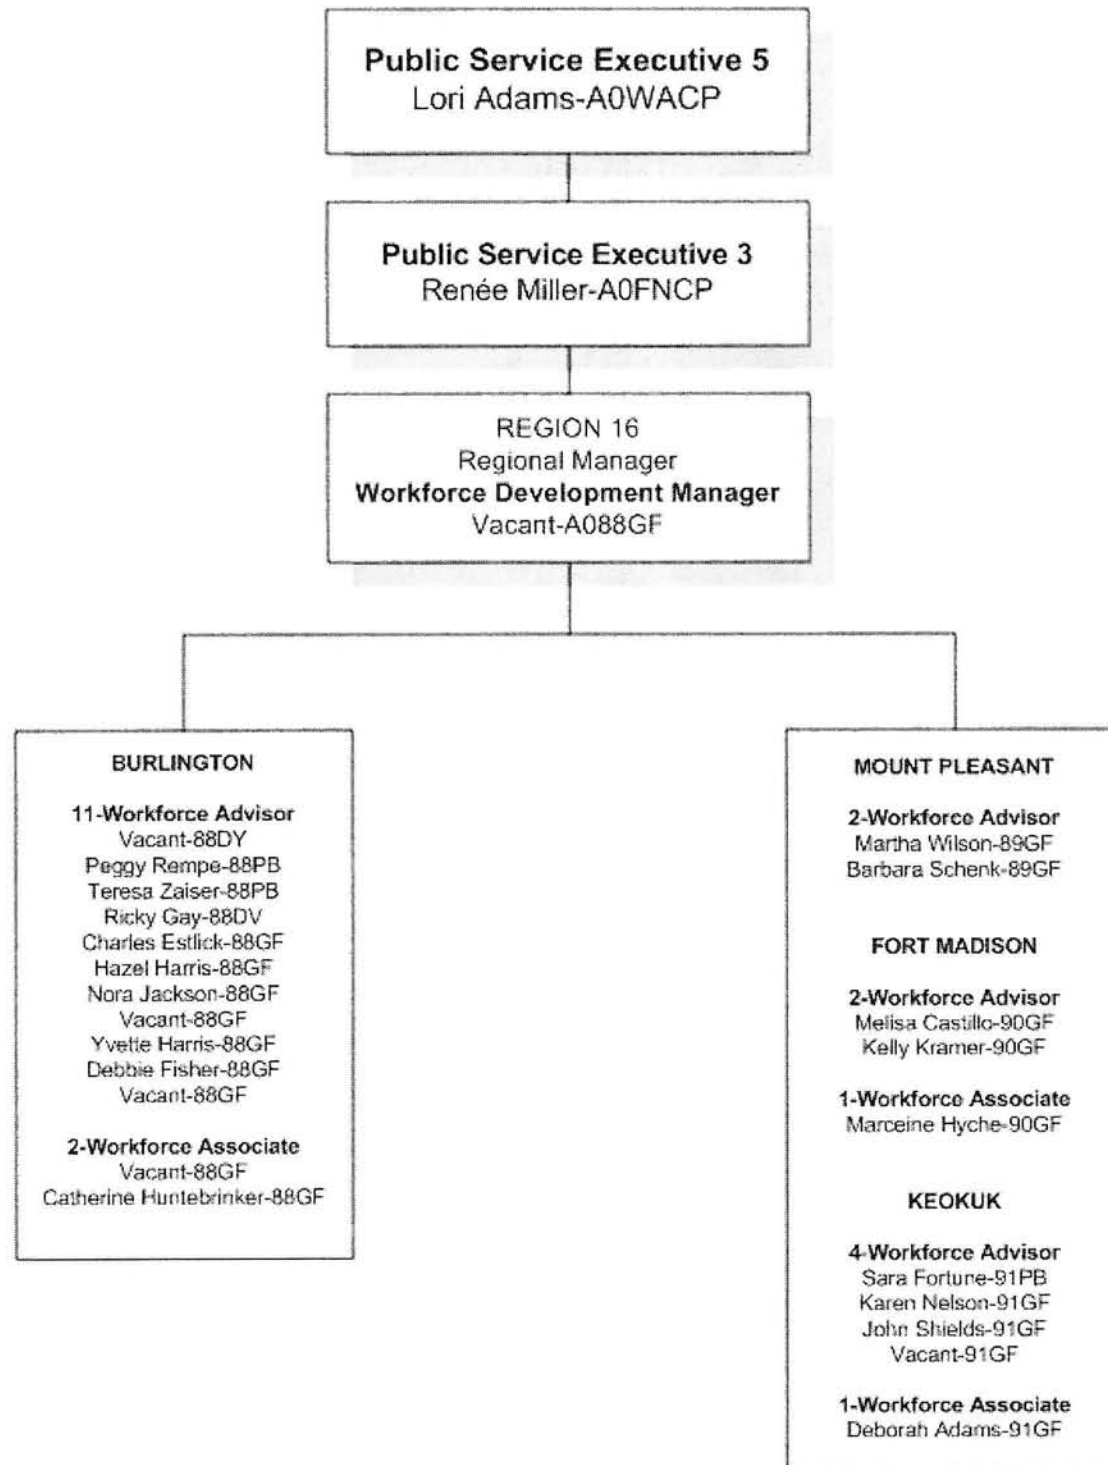 Public Service Executive 5
Lori Adams-A0WACP
Public Service Executive 3
Renée Miller-A0FNCP
REGION 16
Regional Manager
Workforce Development Manager
Vacant-A088GF
BURLINGTON
11-Workforce Advisor
Vacant-88DY
Peggy Rempe-88PB
Teresa Zaiser-88PB
Ricky Gay-88DV
Charles Estlick-88GF
Hazel Harris-88GF
Nora Jackson-88GF
Vacant-88GF
Yvette Harris-88GF
Debbie Fisher-88GF
Vacant-88GF
2-Workforce Associate
Vacant-88GF
Catherine Huntebrinker-88GF
MOUNT PLEASANT
2-Workforce Advisor
Martha Wilson-89GF
Barbara Schenk-89GF
FORT MADISON
2-Workforce Advisor
Melisa Castillo-90GF
Kelly Kramer-90GF
1-Workforce Associate
Marceine Hyche-90GF
KEOKUK
4-Workforce Advisor
Sara Fortune-91PB
Karen Nelson-91GF
John Shields-91GF
Vacant-91GF
1-Workforce Associate
Deborah Adams-91GF